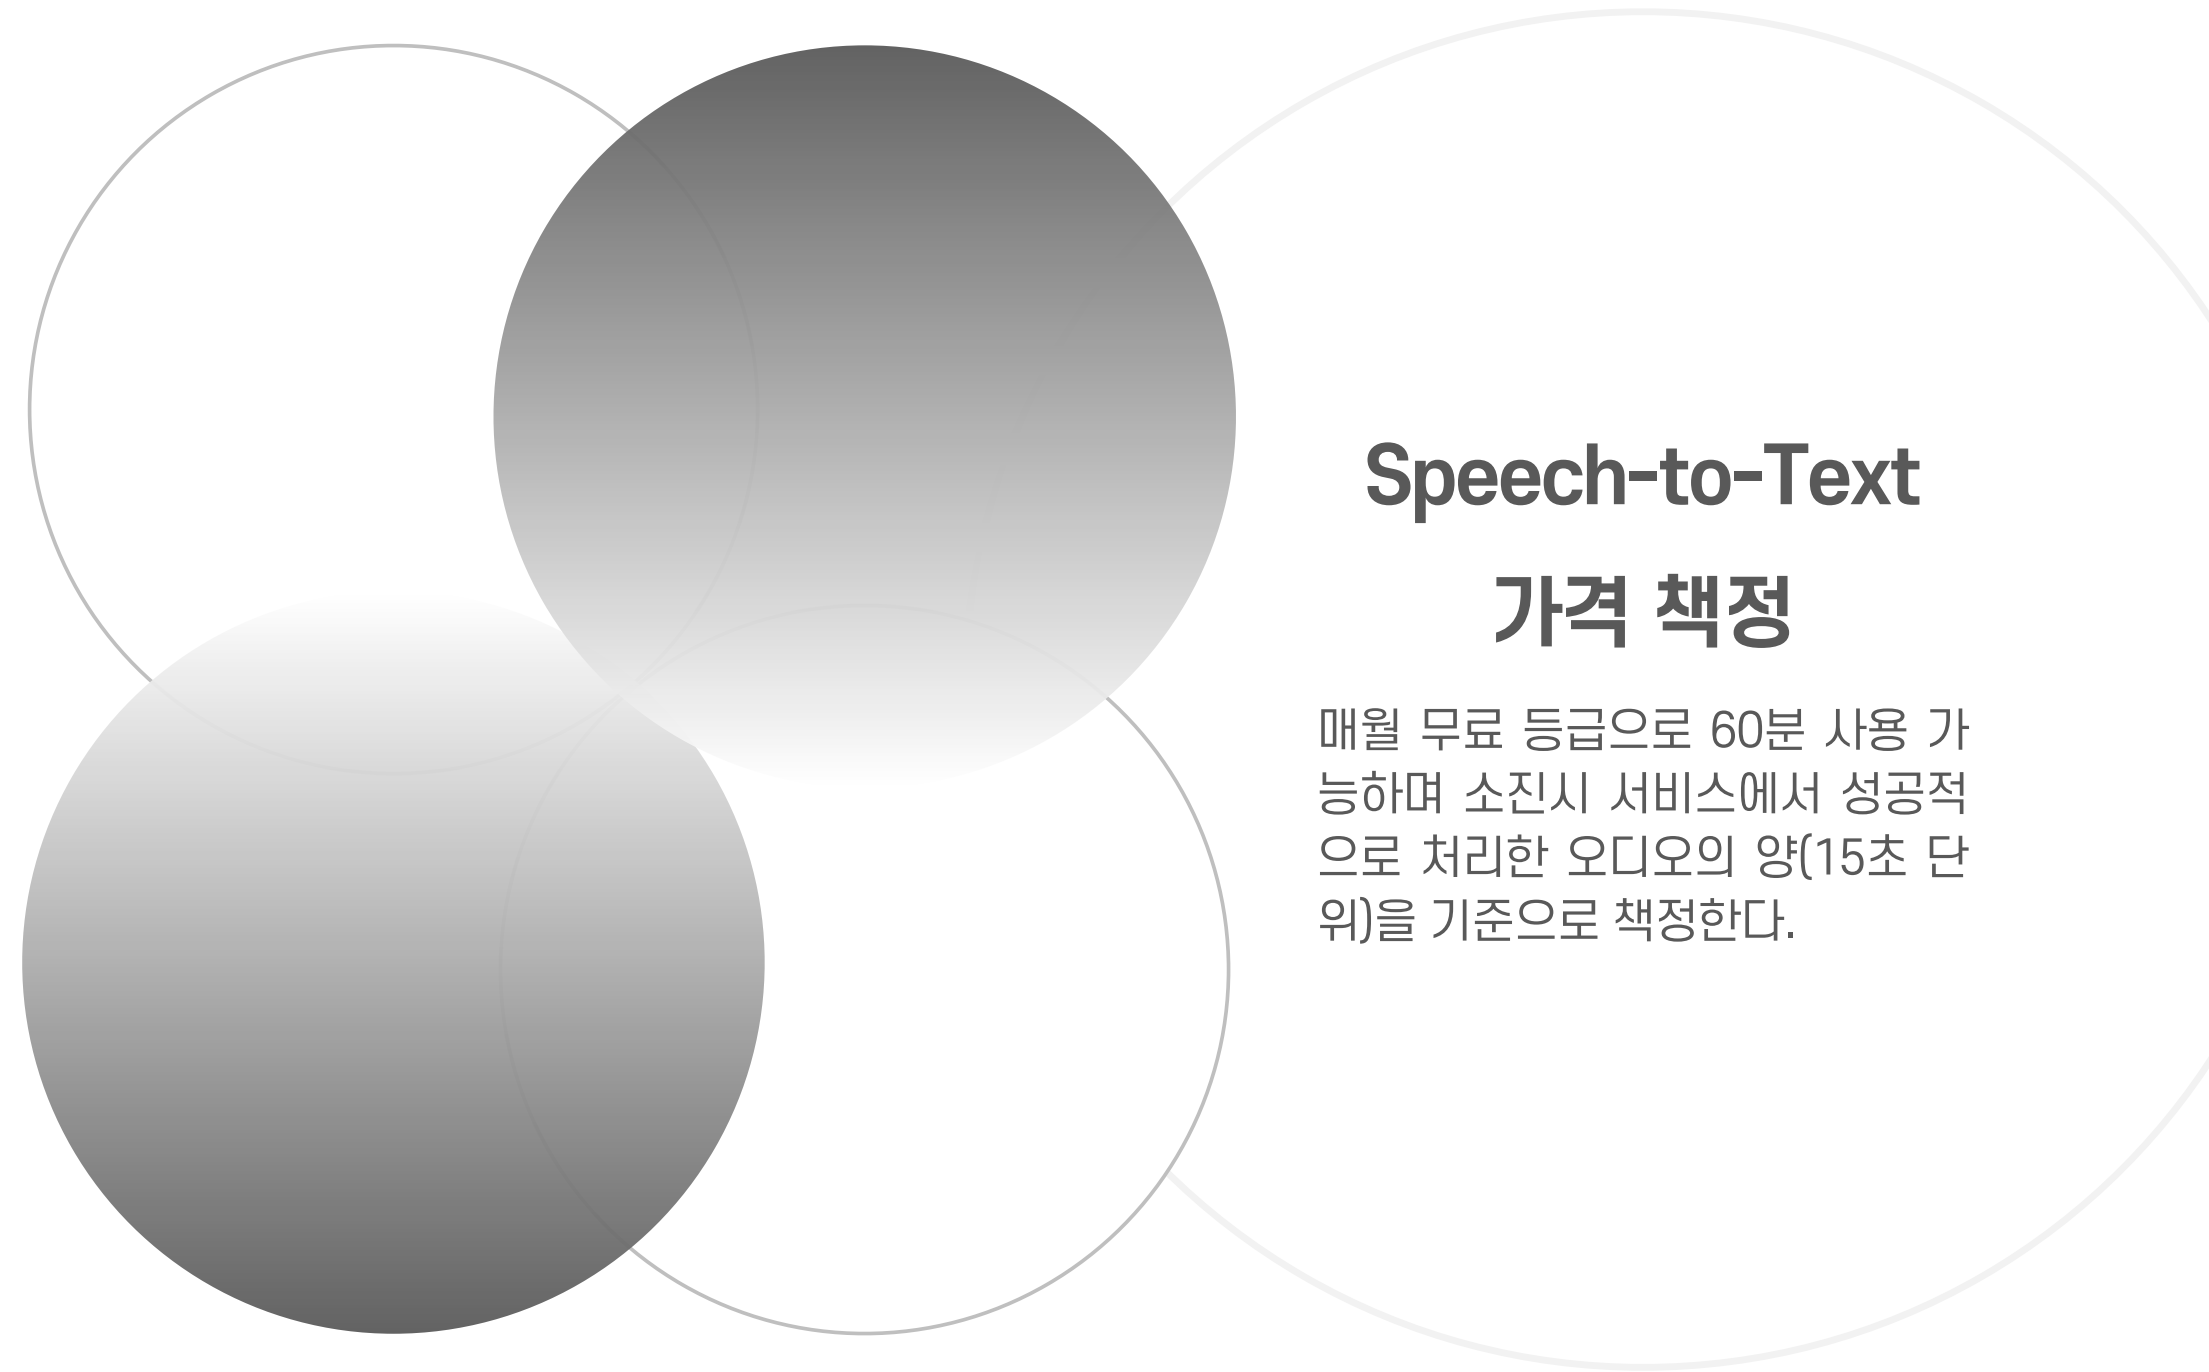 Speech-to-Text
가격 책정
매월 무료 등급으로 60분 사용 가
능하며 소진시 서비스에서 성공적
으로 처리한 오디오의 양(15초 단
위)을 기준으로 책정한다.